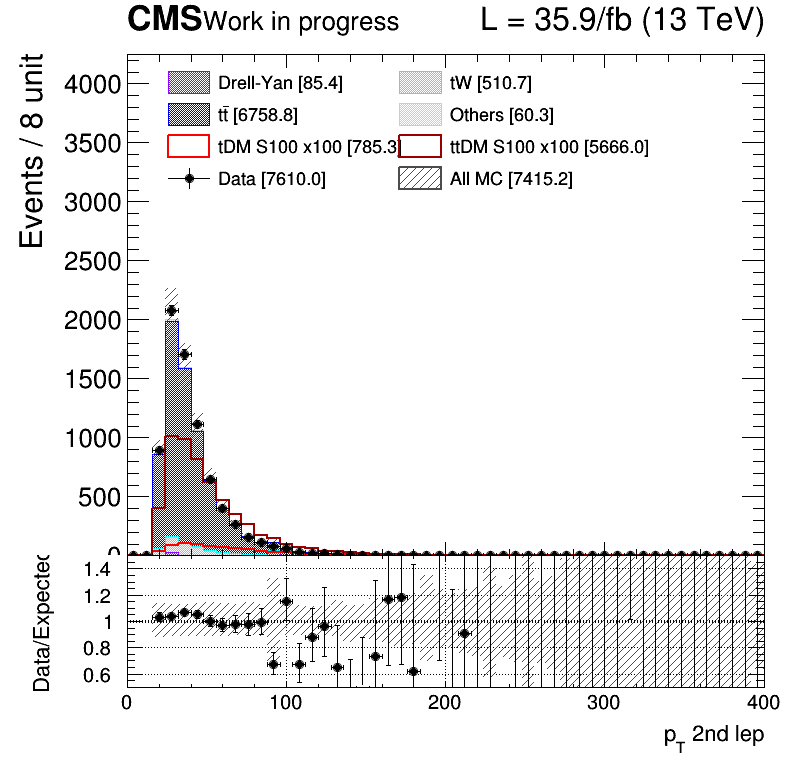 CMS Work in progress L = 35.9/fb (13 TeV)
Events / 8 unit
4000
3500
3000
2500
2000
1500
1000
500
0
Drell-Yan [85.4] tW [510.7]
tt̄ [6758.8] Others [60.3]
tDM S100 x100 [785.3] ttDM S100 x100 [5666.0]
Data [7610.0] All MC [7415.2]
Data/Expected
1.4
1.2
1
0.8
0.6
0 100 200 300 400
p_T 2nd lep